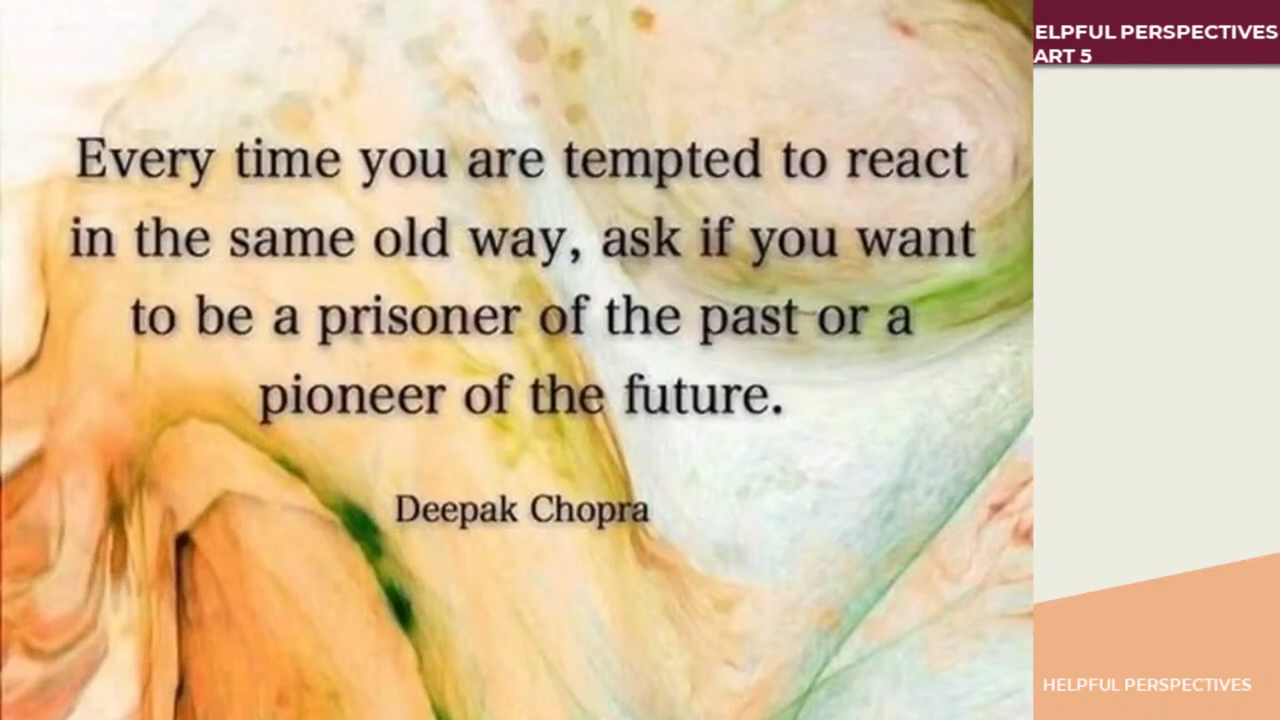 Every time you are tempted to react
in the same old way, ask if you want
to be a prisoner of the past or a
pioneer of the future.
Deepak Chopra
ELPFUL PERSPECTIVES
ART 5
HELPFUL PERSPECTIVES